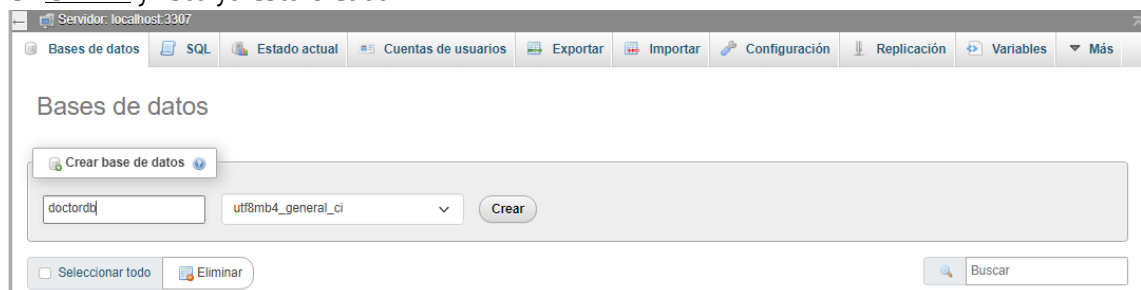 Servidor: localhost:3307
Bases de datos SQL Estado actual Cuentas de usuarios Exportar Importar Configuración Replicación Variables Más
Bases de datos
Crear base de datos
doctordb utf8mb4_general_ci Crear
Seleccionar todo Eliminar Buscar